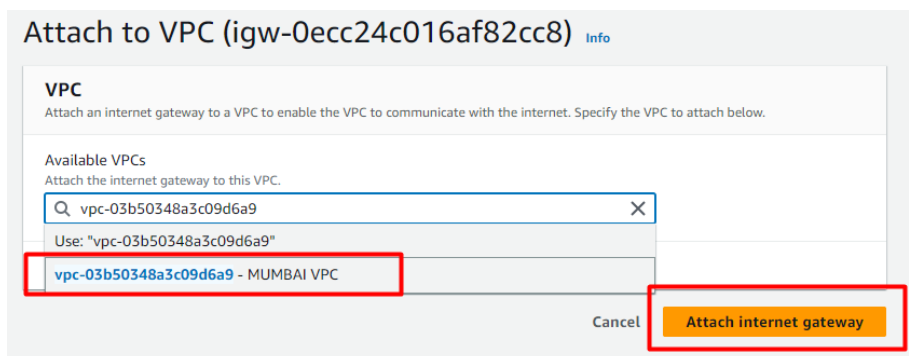 Attach to VPC (igw-0ecc24c016af82cc8) Info
VPC
Attach an internet gateway to a VPC to enable the VPC to communicate with the internet. Specify the VPC to attach below.
Available VPCs
Attach the internet gateway to this VPC.
vpc-03b50348a3c09d6a9
Use: "vpc-03b50348a3c09d6a9"
vpc-03b50348a3c09d6a9 - MUMBAI VPC
Cancel Attach internet gateway